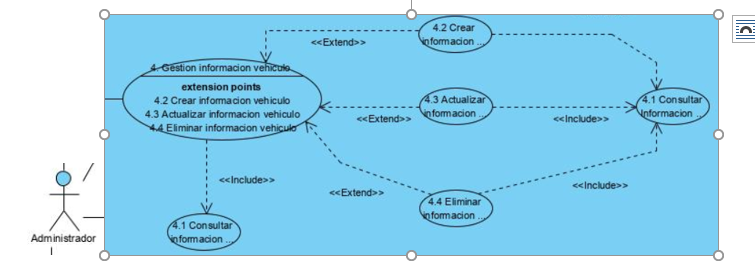 4.2 Crear
informacion ...
<<Extend>>
4. Gestion informacion vehiculo
extension points
4.2 Crear informacion vehiculo
4.3 Actualizar informacion vehiculo
4.4 Eliminar informacion vehiculo
4.3 Actualizar
informacion ...
4.1 Consultar
Informacion ...
<<Extend>>
<<Include>>
<<Include>>
<<Extend>>
<<Include>>
4.4 Eliminar
informacion ...
4.1 Consultar
informacion ...
Administrador